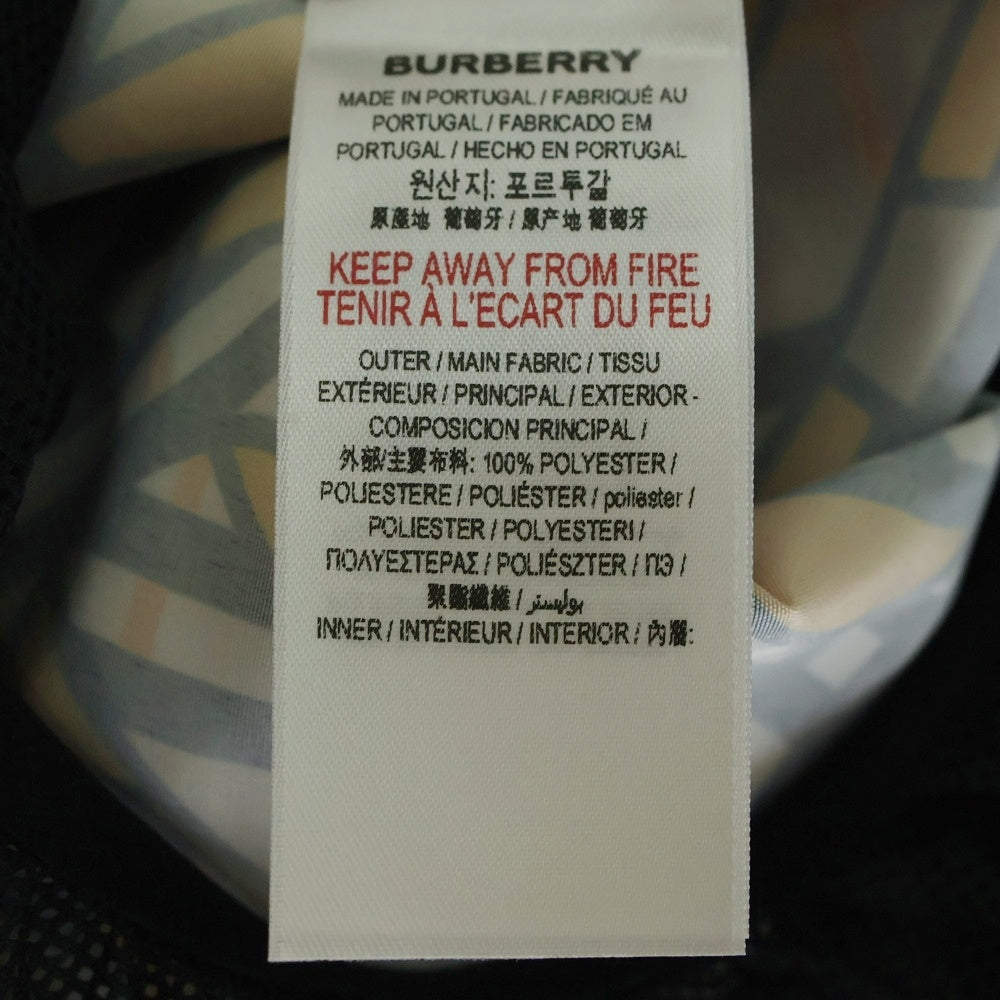 BURBERRY
MADE IN PORTUGAL / FABRIQUÉ AU
PORTUGAL / FABRICADO EM
PORTUGAL / HECHO EN PORTUGAL
원산지: 포르투갈
原產地 葡萄牙 / 原产地 葡萄牙
KEEP AWAY FROM FIRE
TENIR À L'ECART DU FEU
OUTER / MAIN FABRIC / TISSU
EXTÉRIEUR / PRINCIPAL / EXTERIOR -
COMPOSICION PRINCIPAL /
外部/主要布料: 100% POLYESTER /
POLIESTERE / POLIÉSTER / poliester /
POLIESTER / POLYESTERI /
ΠΟΛΥΕΣΤΕΡΑΣ / POLIÉSZTER / ПЭ /
聚酯纖維 / بوليستر
INNER / INTÉRIEUR / INTERIOR / 內層: